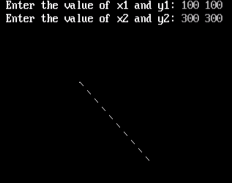 Enter the value of x1 and y1: 100 100
Enter the value of x2 and y2: 300 300